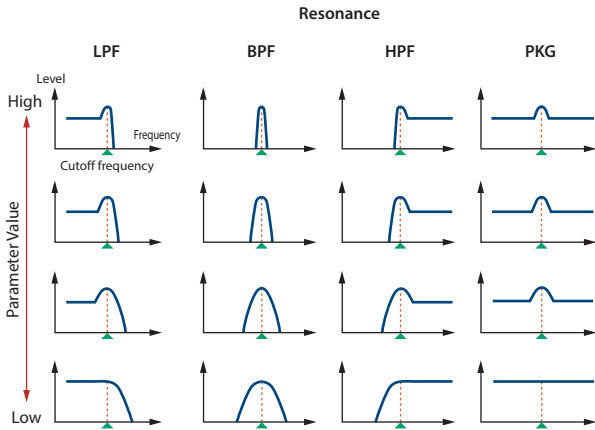 Resonance
LPF
BPF
HPF
PKG
Level
High
Frequency
Cutoff frequency
Parameter Value
Low